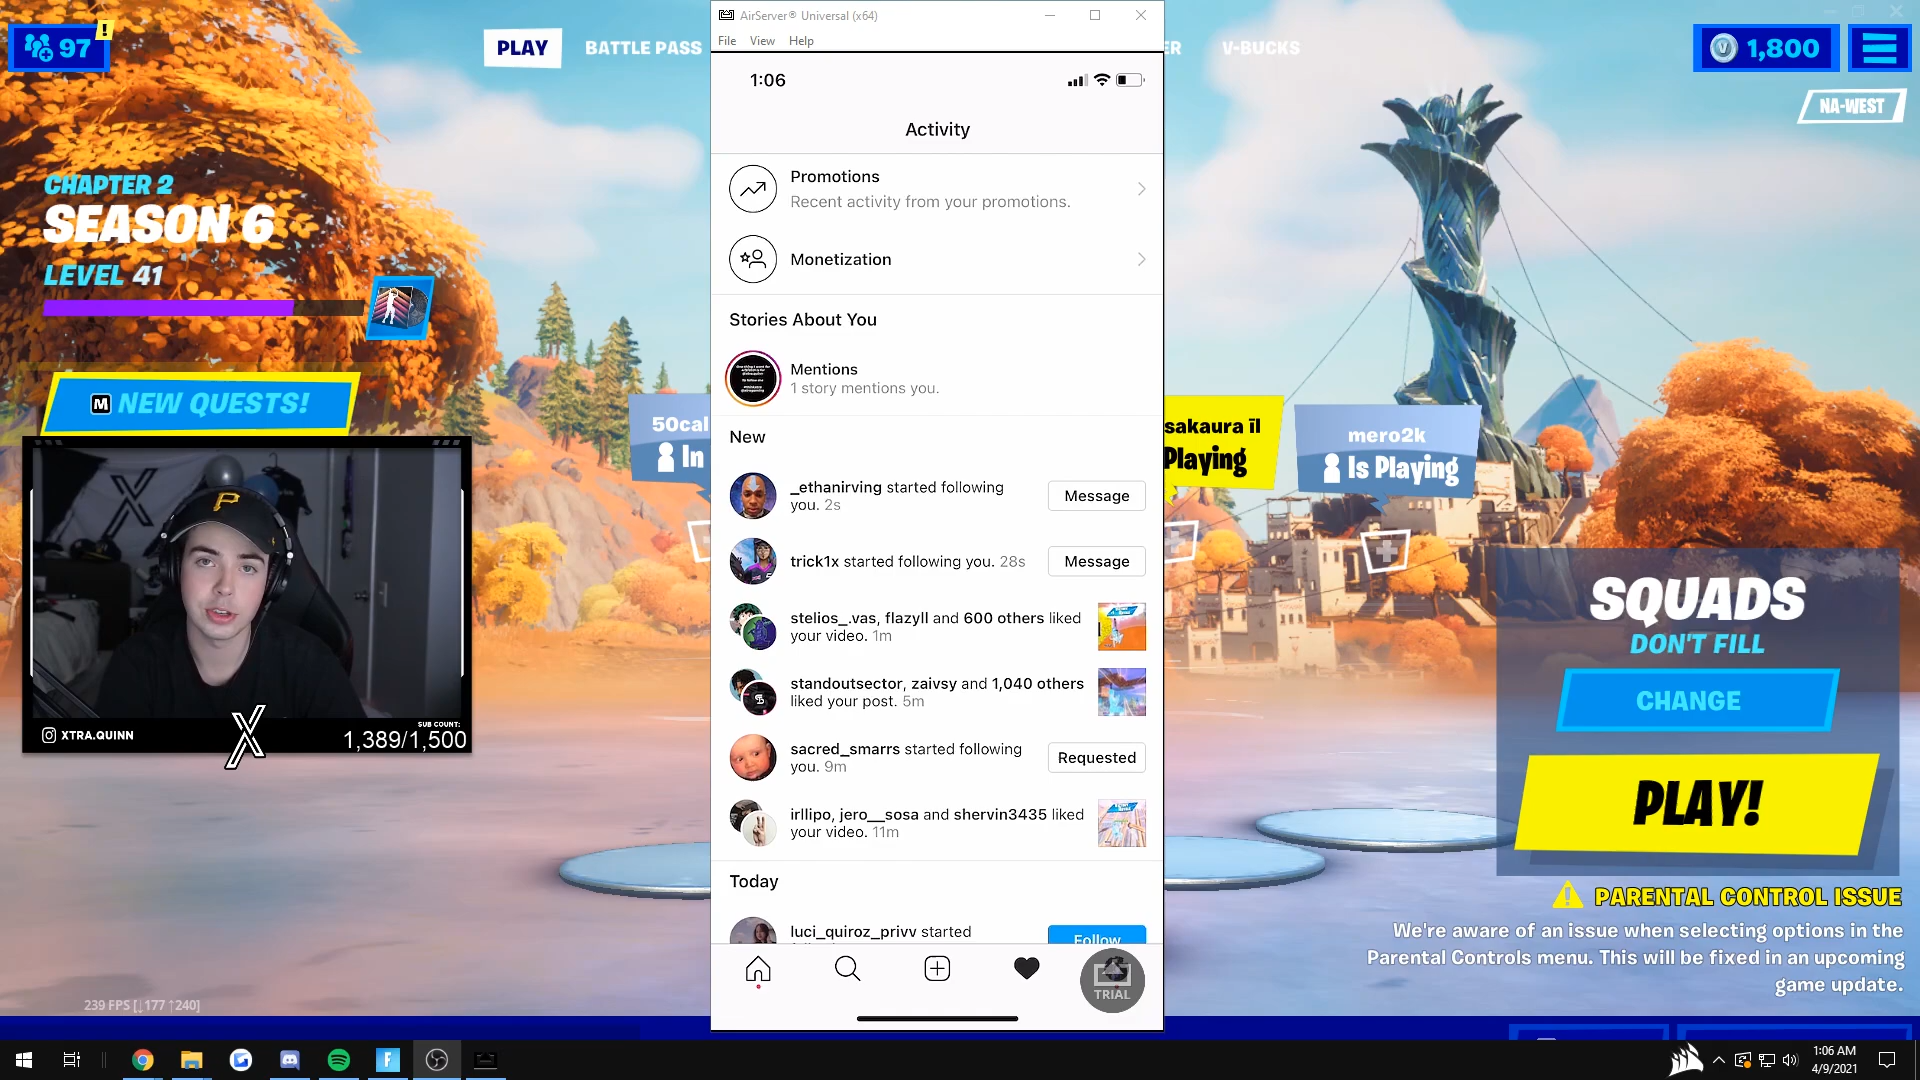 97
!
PLAY
BATTLE PASS
ER
V-BUCKS
1,800
NA-WEST
CHAPTER 2
SEASON 6
LEVEL 41
M NEW QUESTS!
P
XTRA.QUINN
X
SUB COUNT:
1,389/1,500
239 FPS [↓177 ↑240]
AirServer® Universal (x64)
File View Help
1:06
Activity
Promotions
Recent activity from your promotions.
Monetization
Stories About You
Mentions
1 story mentions you.
New
_ethanirving started following
you. 2s
Message
trick1x started following you. 28s
Message
stelios_.vas, flazyll and 600 others liked
your video. 1m
standoutsector, zaivsy and 1,040 others
liked your post. 5m
sacred_smarrs started following
you. 9m
Requested
irllipo, jero__sosa and shervin3435 liked
your video. 11m
Today
luci_quiroz_privv started
Follow
TRIAL
50cal
In
sakaura īl
Playing
mero2k
Is Playing
SQUADS
DON'T FILL
CHANGE
PLAY!
PARENTAL CONTROL ISSUE
We're aware of an issue when selecting options in the
Parental Controls menu. This will be fixed in an upcoming
game update.
1:06 AM
4/9/2021